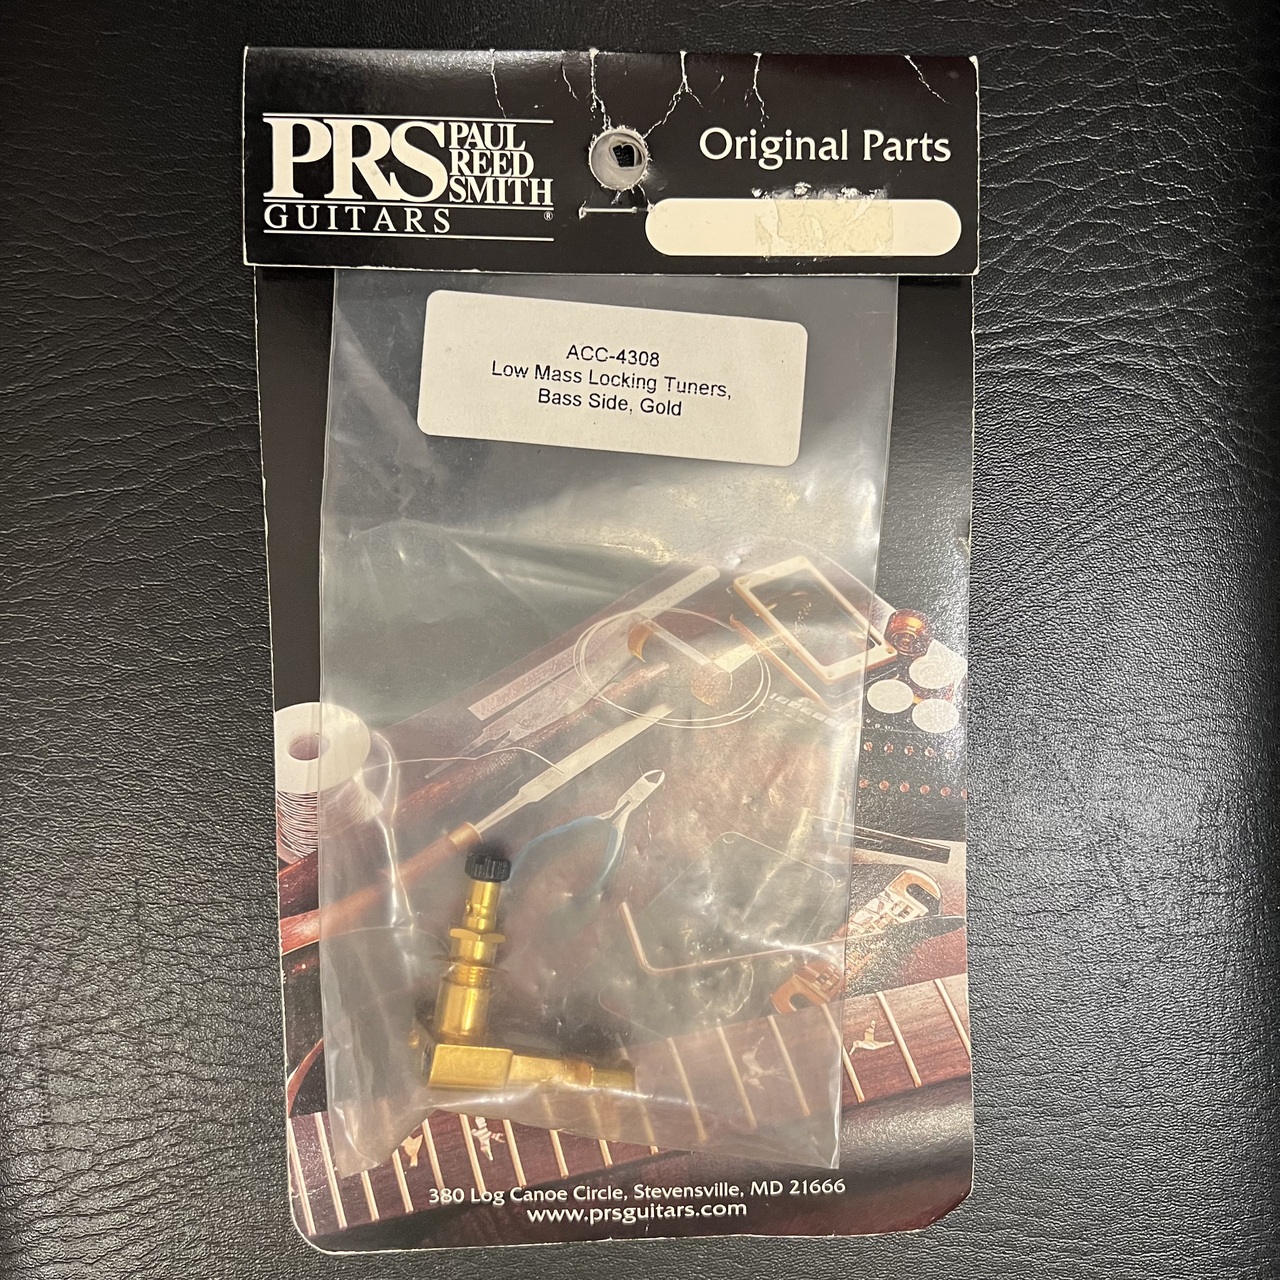 PRS PAUL
REED
SMITH
GUITARS ®
Original Parts
ACC-4308
Low Mass Locking Tuners,
Bass Side, Gold
380 Log Canoe Circle, Stevensville, MD 21666
www.prsguitars.com